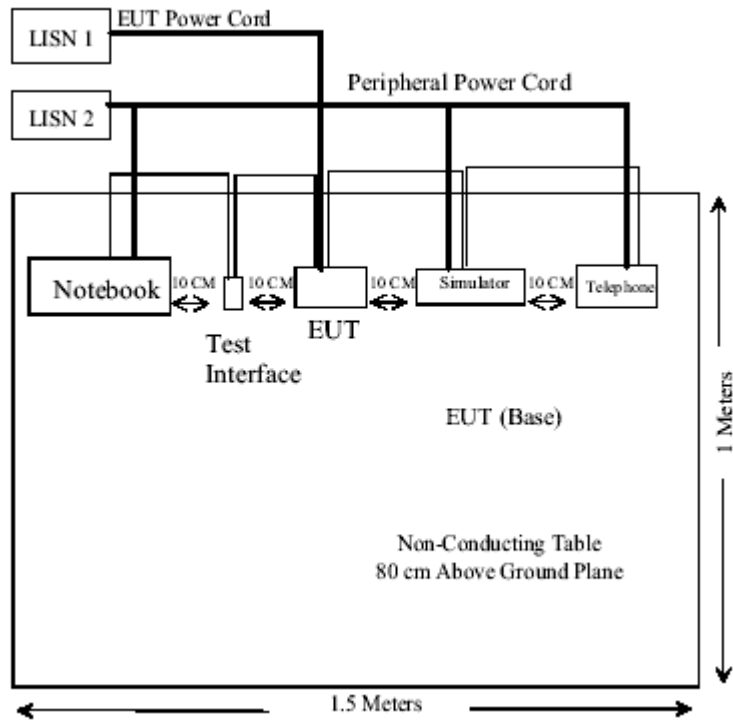 EUT Power Cord
LISN 1
Peripheral Power Cord
LISN 2
10 CM
10 CM
10 CM
10 CM
Notebook
Simulator
Telephone
EUT
Test
Interface
EUT (Base)
1 Meters
Non-Conducting Table
80 cm Above Ground Plane
1.5 Meters